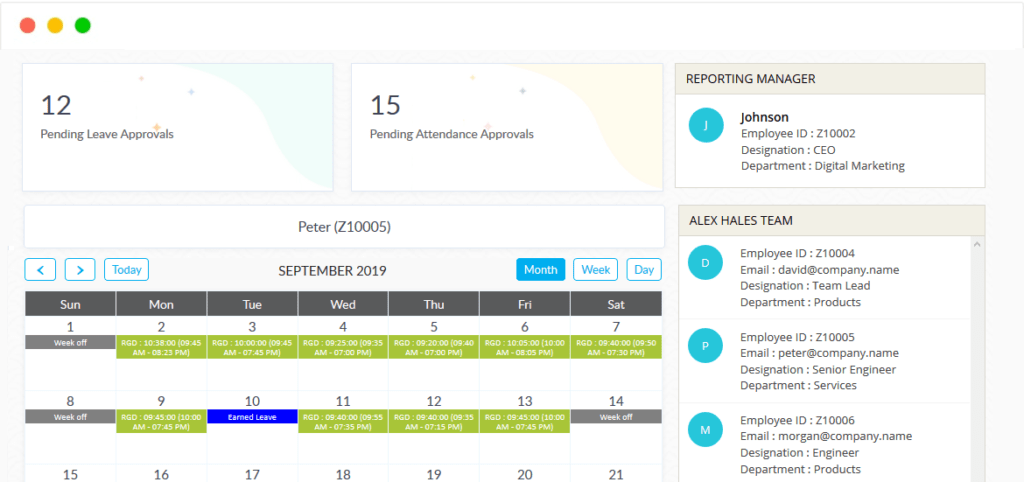 12
Pending Leave Approvals
15
Pending Attendance Approvals
REPORTING MANAGER
J
Johnson
Employee ID : Z10002
Designation : CEO
Department : Digital Marketing
Peter (Z10005)
Today
SEPTEMBER 2019
Month Week Day
Sun Mon Tue Wed Thu Fri Sat
1 2 3 4 5 6 7
Week off
RGD : 10:38:00 (09:45
AM - 08:23 PM)
RGD : 10:00:00 (09:45
AM - 07:45 PM)
RGD : 09:25:00 (09:35
AM - 07:00 PM)
RGD : 09:20:00 (09:40
AM - 07:00 PM)
RGD : 10:05:00 (10:00
AM - 08:05 PM)
RGD : 09:40:00 (09:50
AM - 07:30 PM)
8 9 10 11 12 13 14
Week off
RGD : 09:45:00 (10:00
AM - 07:45 PM)
Earned Leave
RGD : 09:40:00 (09:55
AM - 07:35 PM)
RGD : 09:40:00 (09:35
AM - 07:15 PM)
RGD : 09:45:00 (10:00
AM - 07:45 PM)
Week off
15 16 17 18 19 20 21
ALEX HALES TEAM
D
Employee ID : Z10004
Email : david@company.name
Designation : Team Lead
Department : Products
P
Employee ID : Z10005
Email : peter@company.name
Designation : Senior Engineer
Department : Services
M
Employee ID : Z10006
Email : morgan@company.name
Designation : Engineer
Department : Products